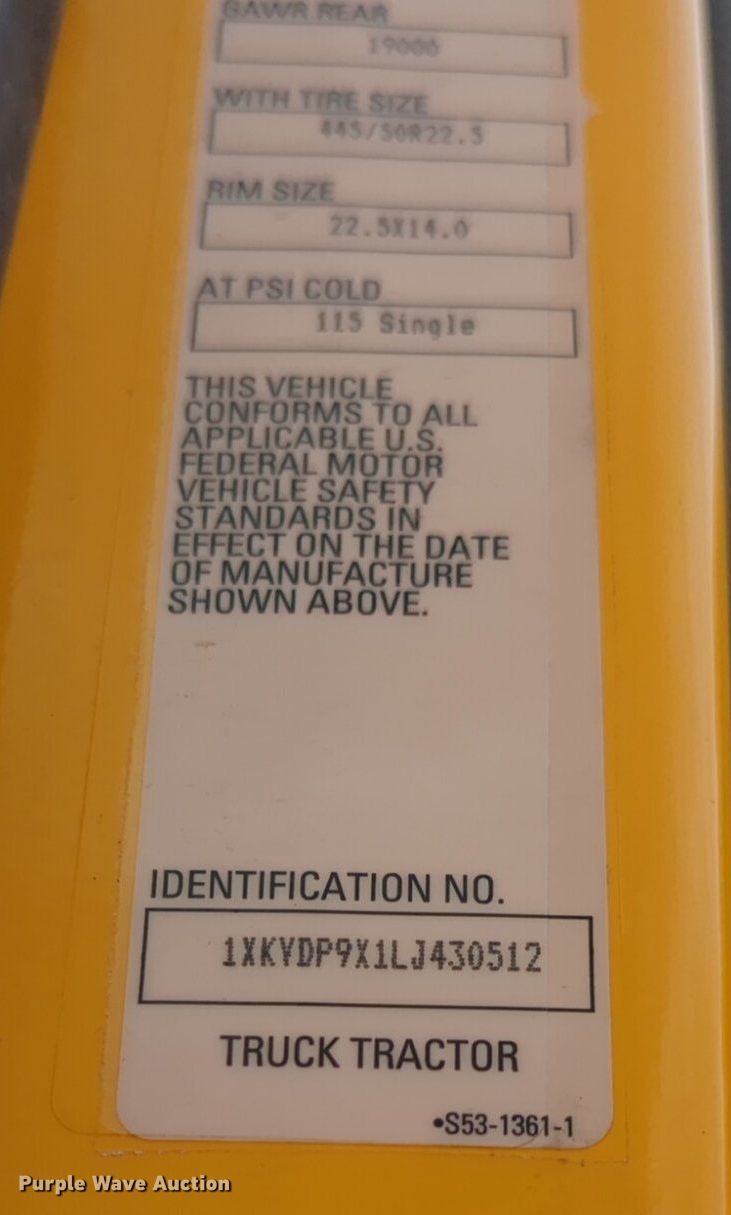 GAWR REAR
19000
WITH TIRE SIZE
445/50R22.5
RIM SIZE
22.5X14.0
AT PSI COLD
115 Single
THIS VEHICLE
CONFORMS TO ALL
APPLICABLE U.S.
FEDERAL MOTOR
VEHICLE SAFETY
STANDARDS IN
EFFECT ON THE DATE
OF MANUFACTURE
SHOWN ABOVE.
IDENTIFICATION NO.
1XKYDP9X1LJ430512
TRUCK TRACTOR
•S53-1361-1
Purple Wave Auction